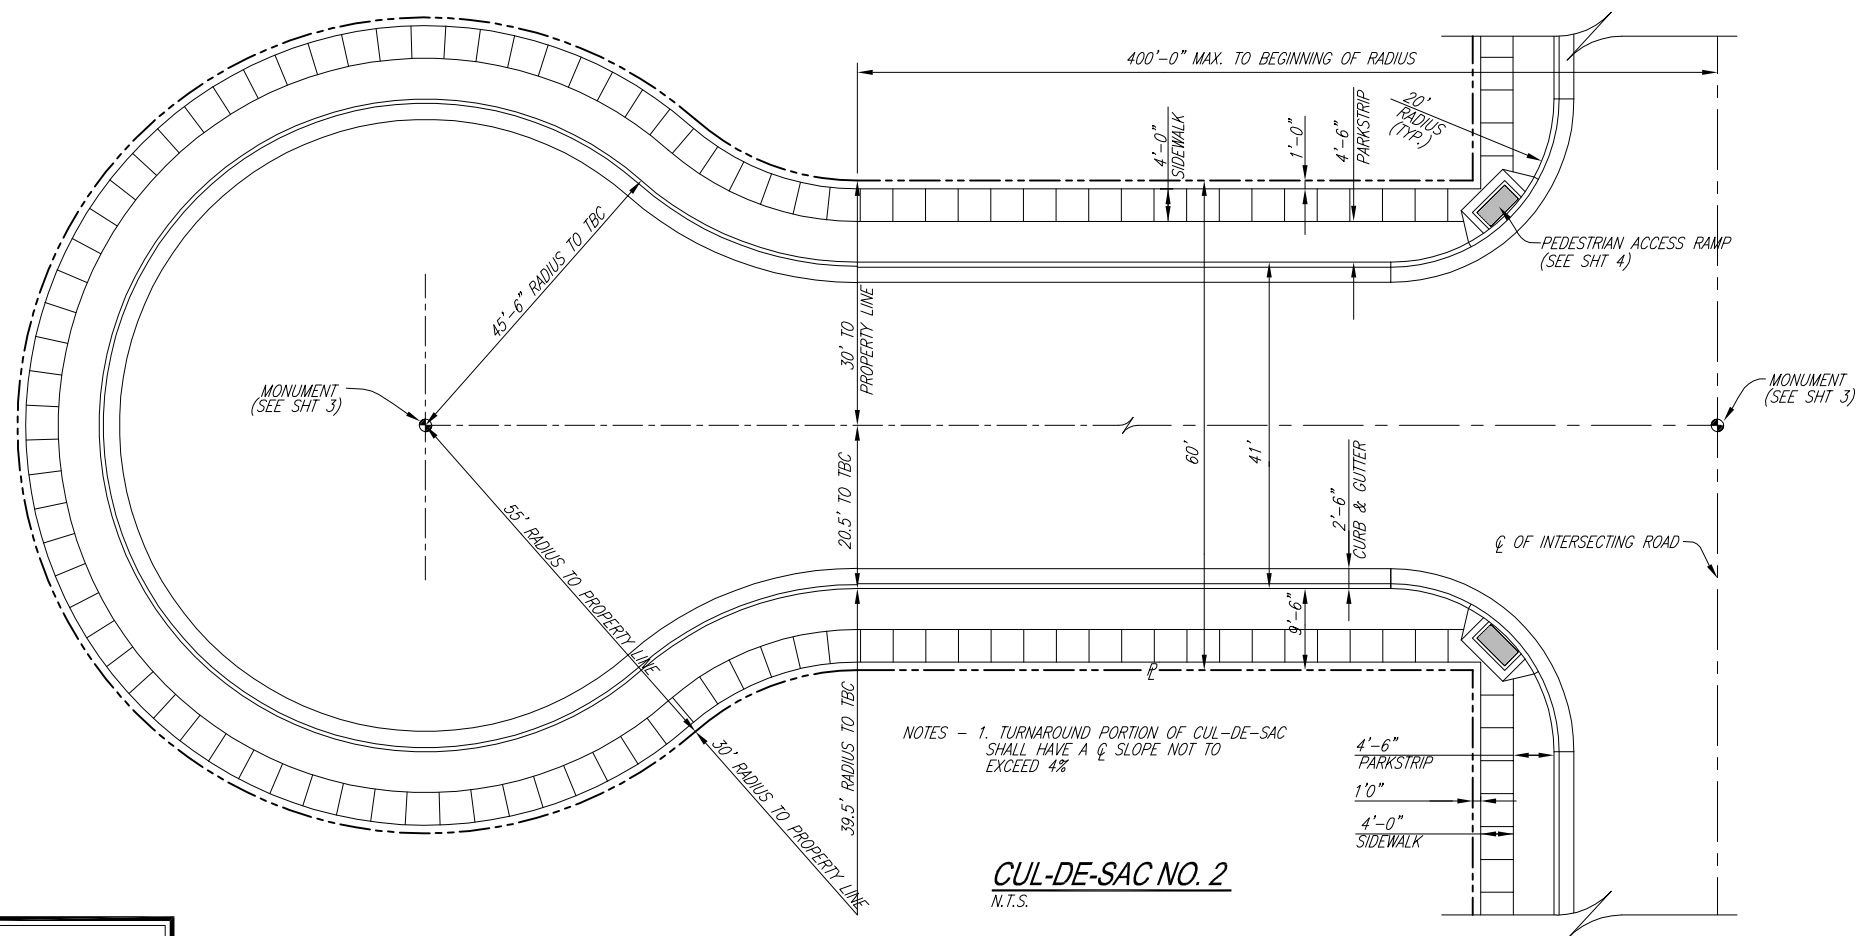 400'-0" MAX. TO BEGINNING OF RADIUS
20'
RADIUS
(TYP.)
4'-0"
SIDEWALK
1'-0"
4'-6"
PARKSTRIP
PEDESTRIAN ACCESS RAMP
(SEE SHT 4)
45'-6" RADIUS TO TBC
30' TO
PROPERTY LINE
MONUMENT
(SEE SHT 3)
MONUMENT
(SEE SHT 3)
60'
41'
20.5' TO TBC
2'-6"
CURB & GUTTER
55' RADIUS TO PROPERTY LINE
℄ OF INTERSECTING ROAD
9'-6"
PL
39.5' RADIUS TO TBC
30' RADIUS TO PROPERTY LINE
NOTES - 1. TURNAROUND PORTION OF CUL-DE-SAC
SHALL HAVE A ℄ SLOPE NOT TO
EXCEED 4%
4'-6"
PARKSTRIP
1'0"
4'-0"
SIDEWALK
CUL-DE-SAC NO. 2
N.T.S.